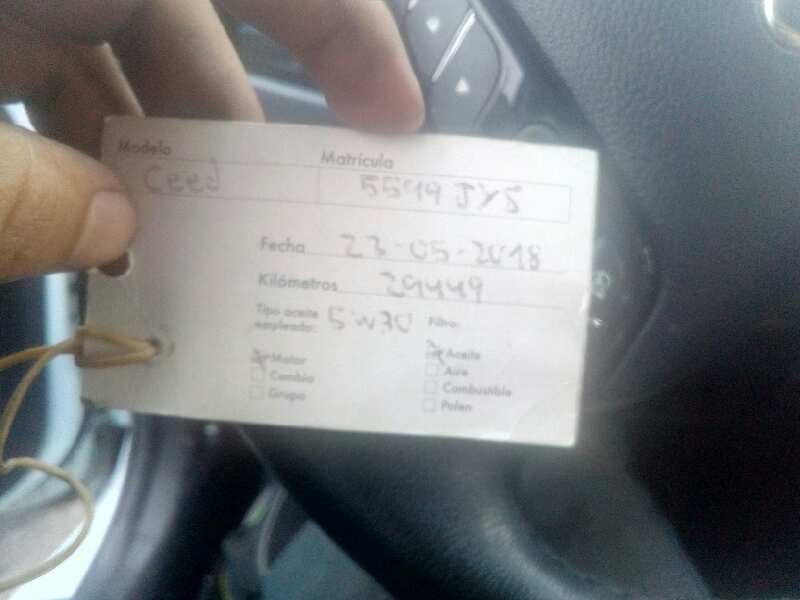 Modelo Matrícula
Ceed 5599 JYS
Fecha 23-05-2018
Kilómetros 29449
Tipo aceite
empleado: 5W30 Filtro:
Motor Aceite
Cambio Aire
Grupo Combustible
Polen